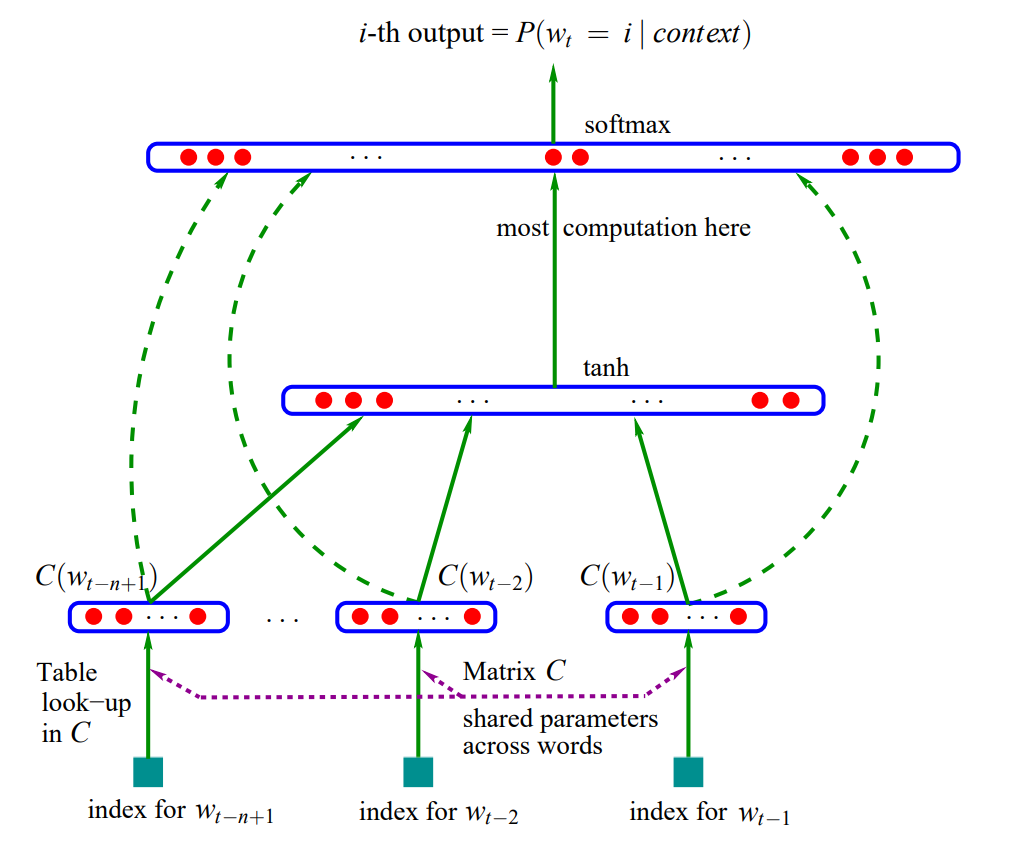 i-th output = P(w_t = i | context)
softmax
. . .
. . .
most computation here
tanh
. . .
. . .
C(w_{t−n+1})
C(w_{t−2})
C(w_{t−1})
. . .
. . .
. . .
. . .
Table
look−up
in C
Matrix C
shared parameters
across words
index for w_{t−n+1}
index for w_{t−2}
index for w_{t−1}